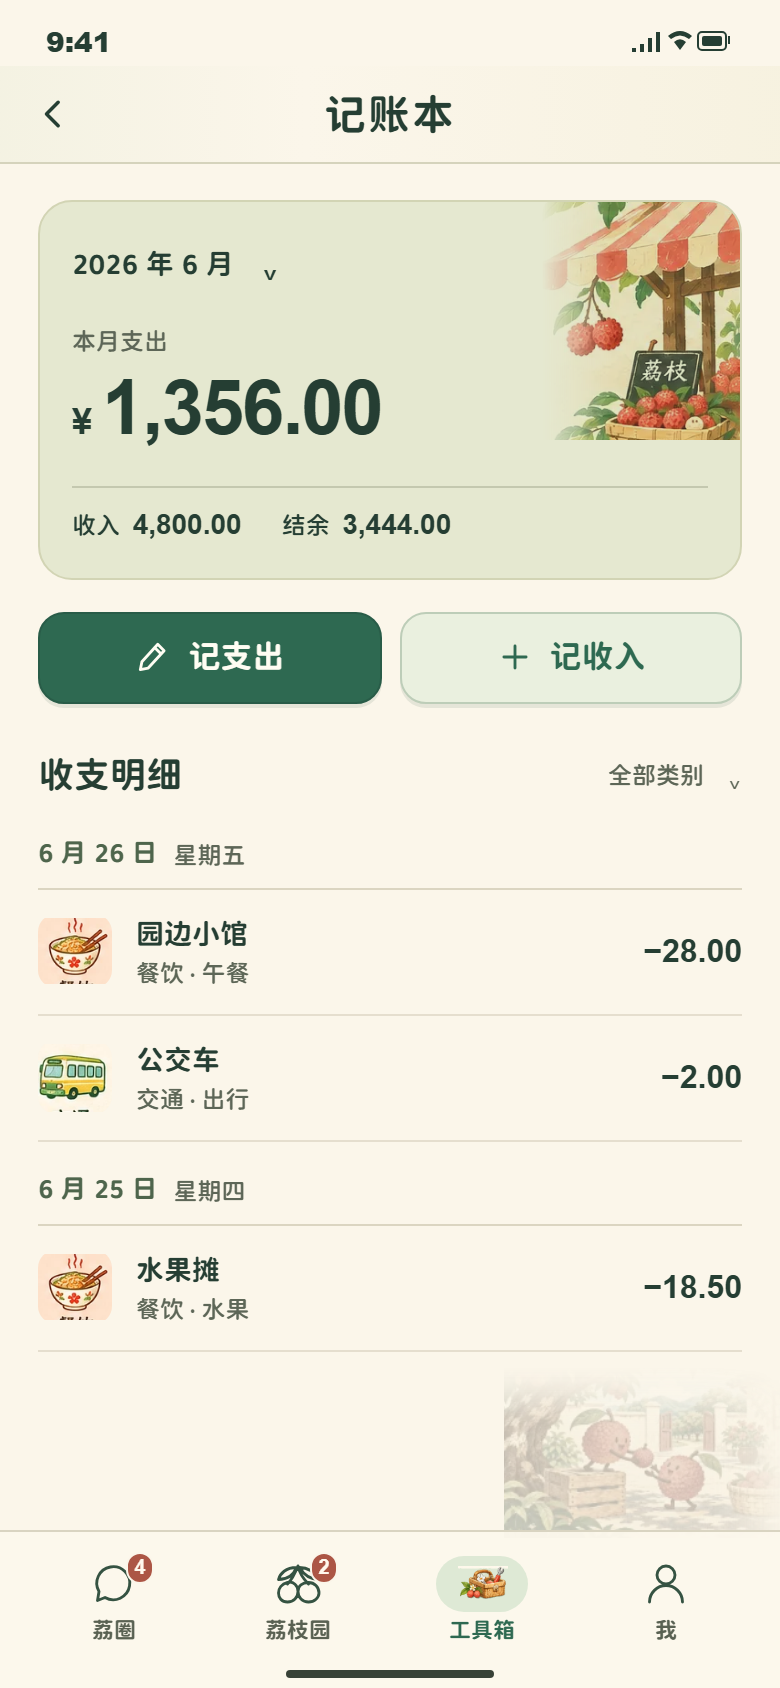 9:41
记账本
2026 年 6 月 v
本月支出
¥ 1,356.00
荔枝
收入 4,800.00 结余 3,444.00
记支出
记收入
收支明细
全部类别 v
6 月 26 日 星期五
园边小馆
餐饮 · 午餐
−28.00
公交车
交通 · 出行
−2.00
6 月 25 日 星期四
水果摊
餐饮 · 水果
−18.50
4
2
荔圈
荔枝园
工具箱
我